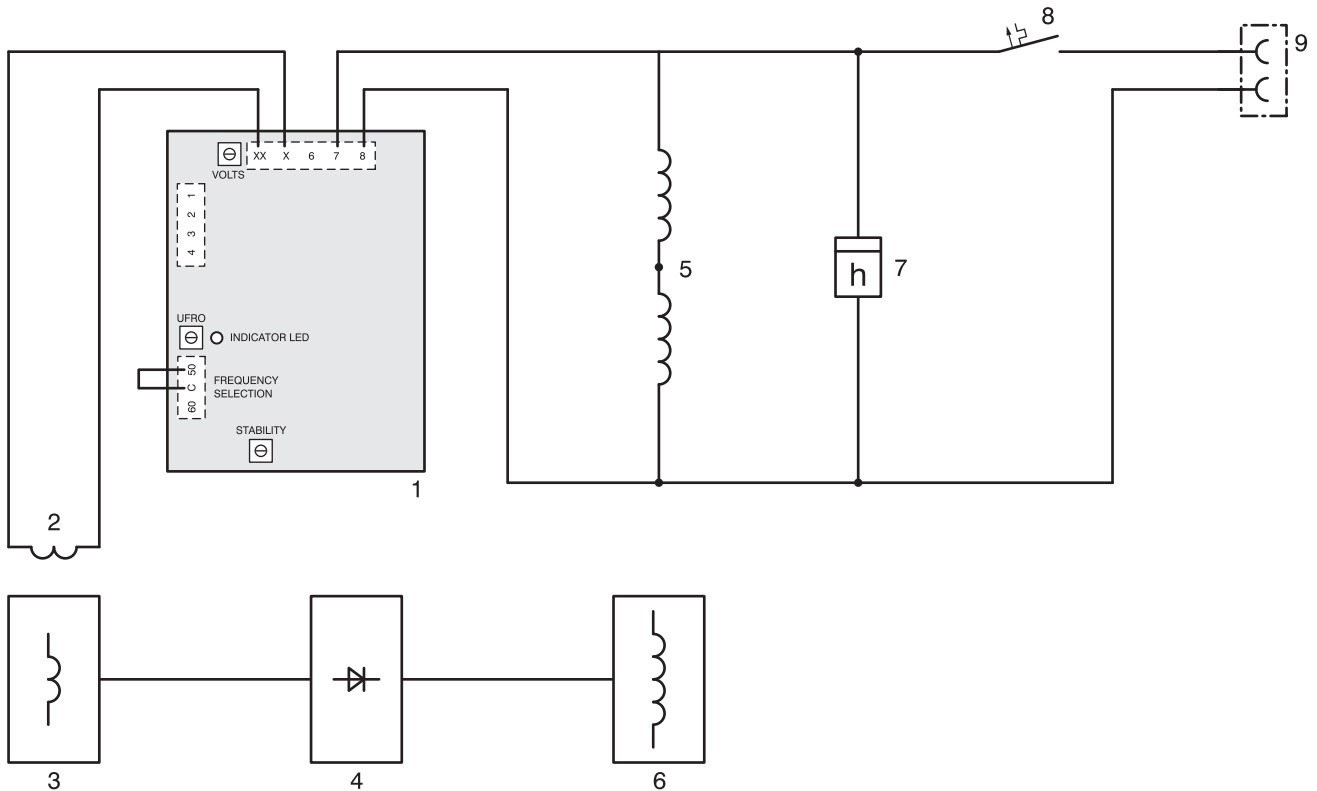 8
9
XX X 6 7 8
VOLTS
1
2
3
4
5
h
7
UFRO
INDICATOR LED
50
C
60
FREQUENCY
SELECTION
STABILITY
1
2
3
4
6